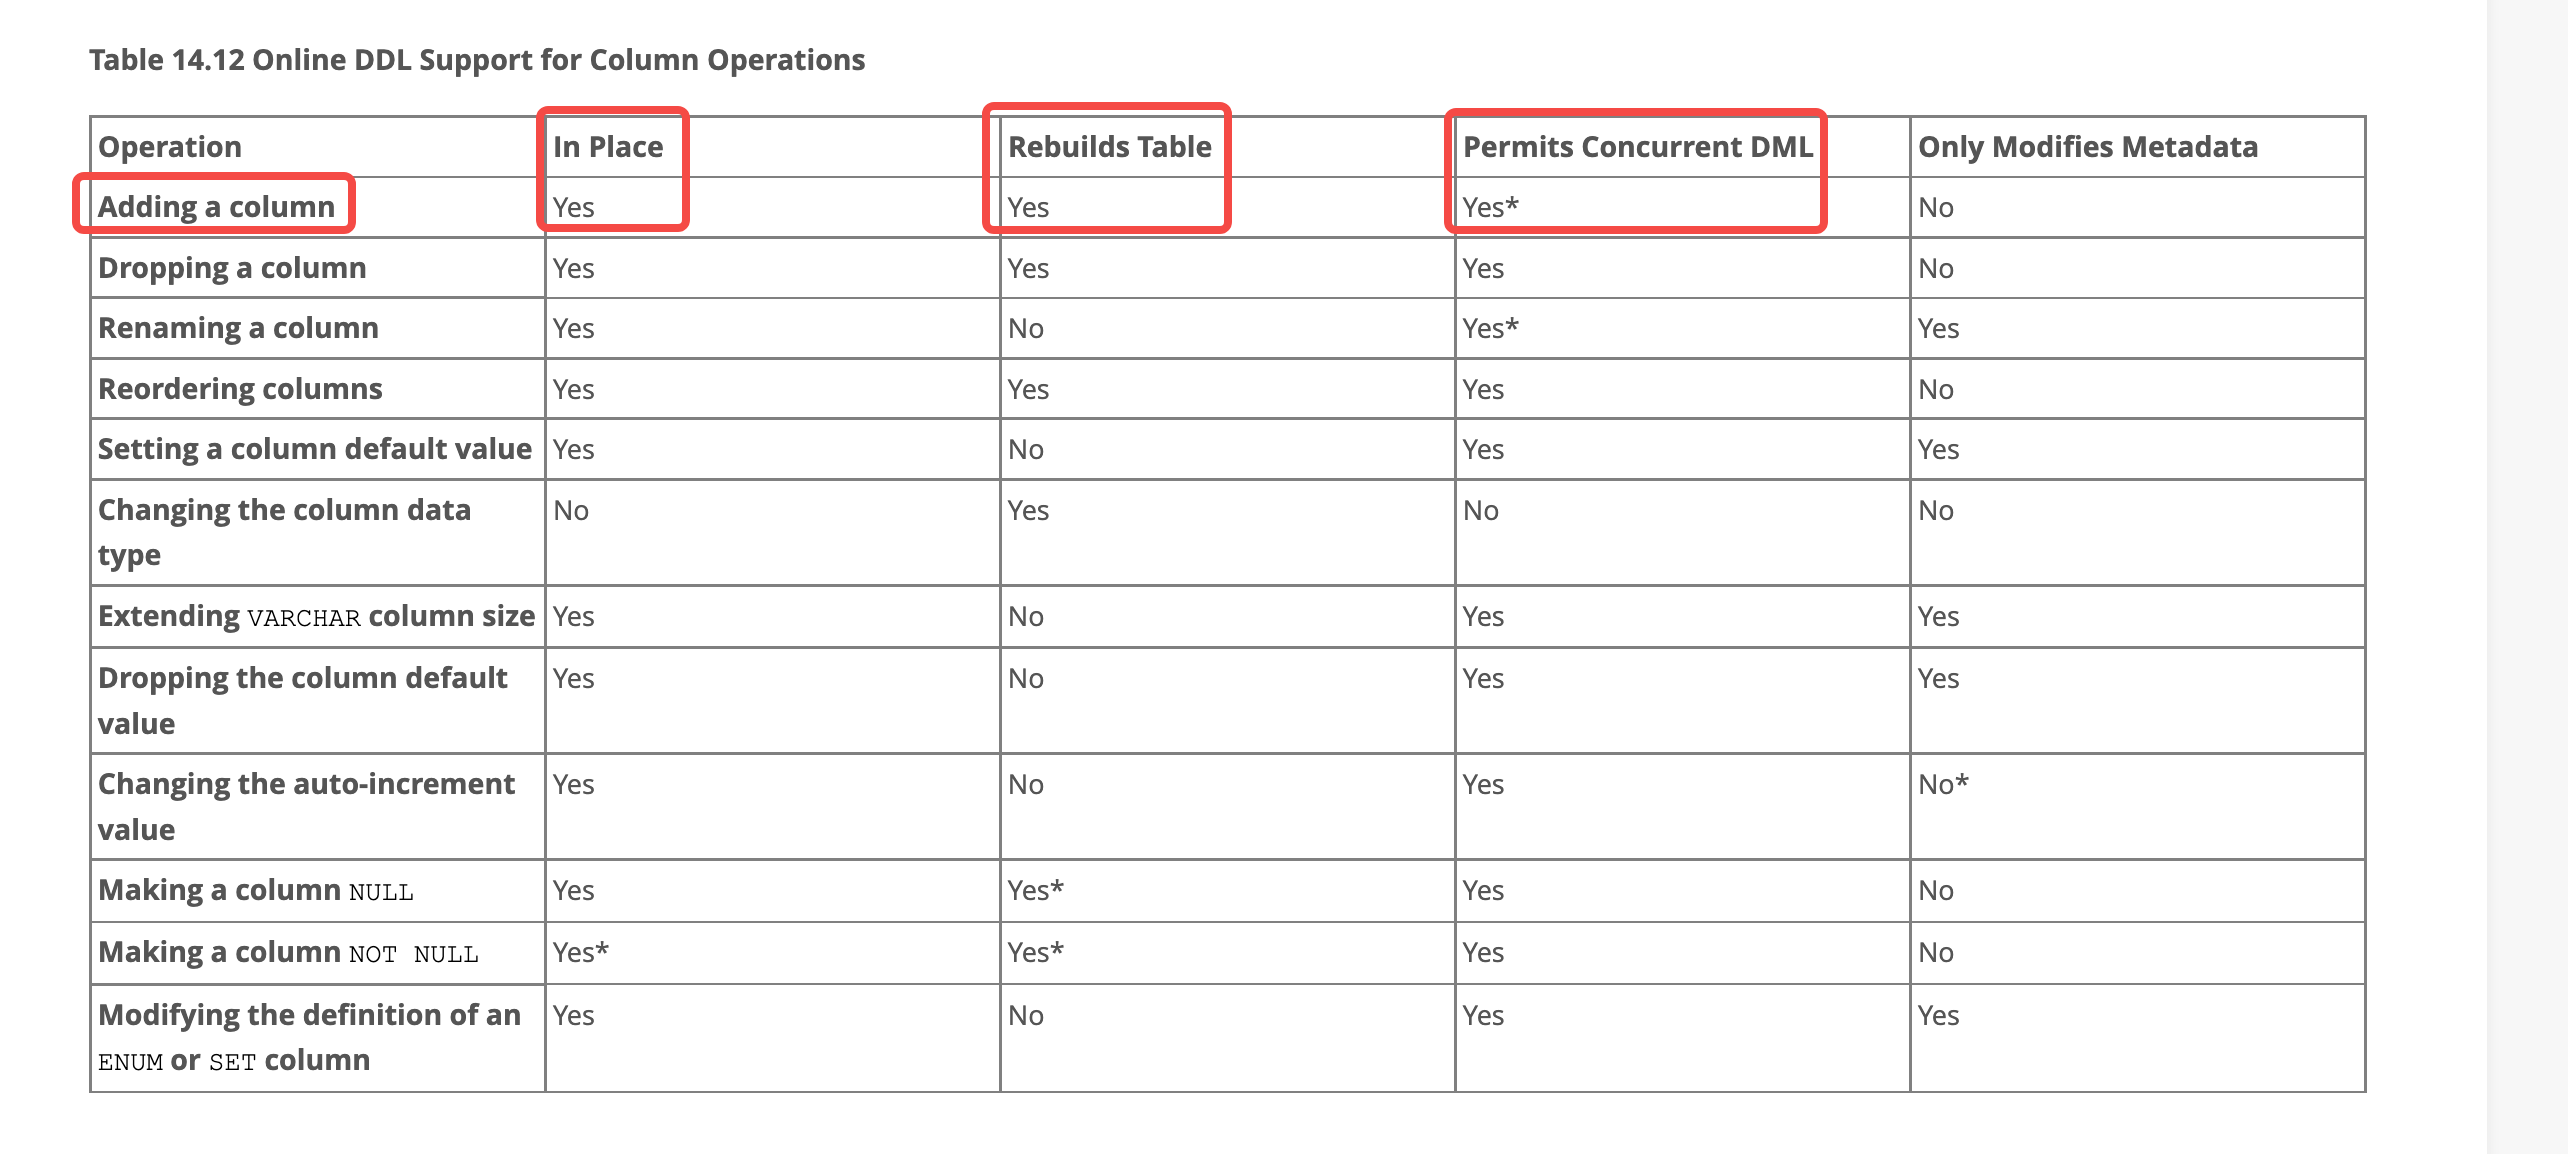 Table 14.12 Online DDL Support for Column Operations
Operation In Place Rebuilds Table Permits Concurrent DML Only Modifies Metadata
Adding a column Yes Yes Yes* No
Dropping a column Yes Yes Yes No
Renaming a column Yes No Yes* Yes
Reordering columns Yes Yes Yes No
Setting a column default value Yes No Yes Yes
Changing the column data No Yes No No
type
Extending VARCHAR column size Yes No Yes Yes
Dropping the column default Yes No Yes Yes
value
Changing the auto-increment Yes No Yes No*
value
Making a column NULL Yes Yes* Yes No
Making a column NOT NULL Yes* Yes* Yes No
Modifying the definition of an Yes No Yes Yes
ENUM or SET column